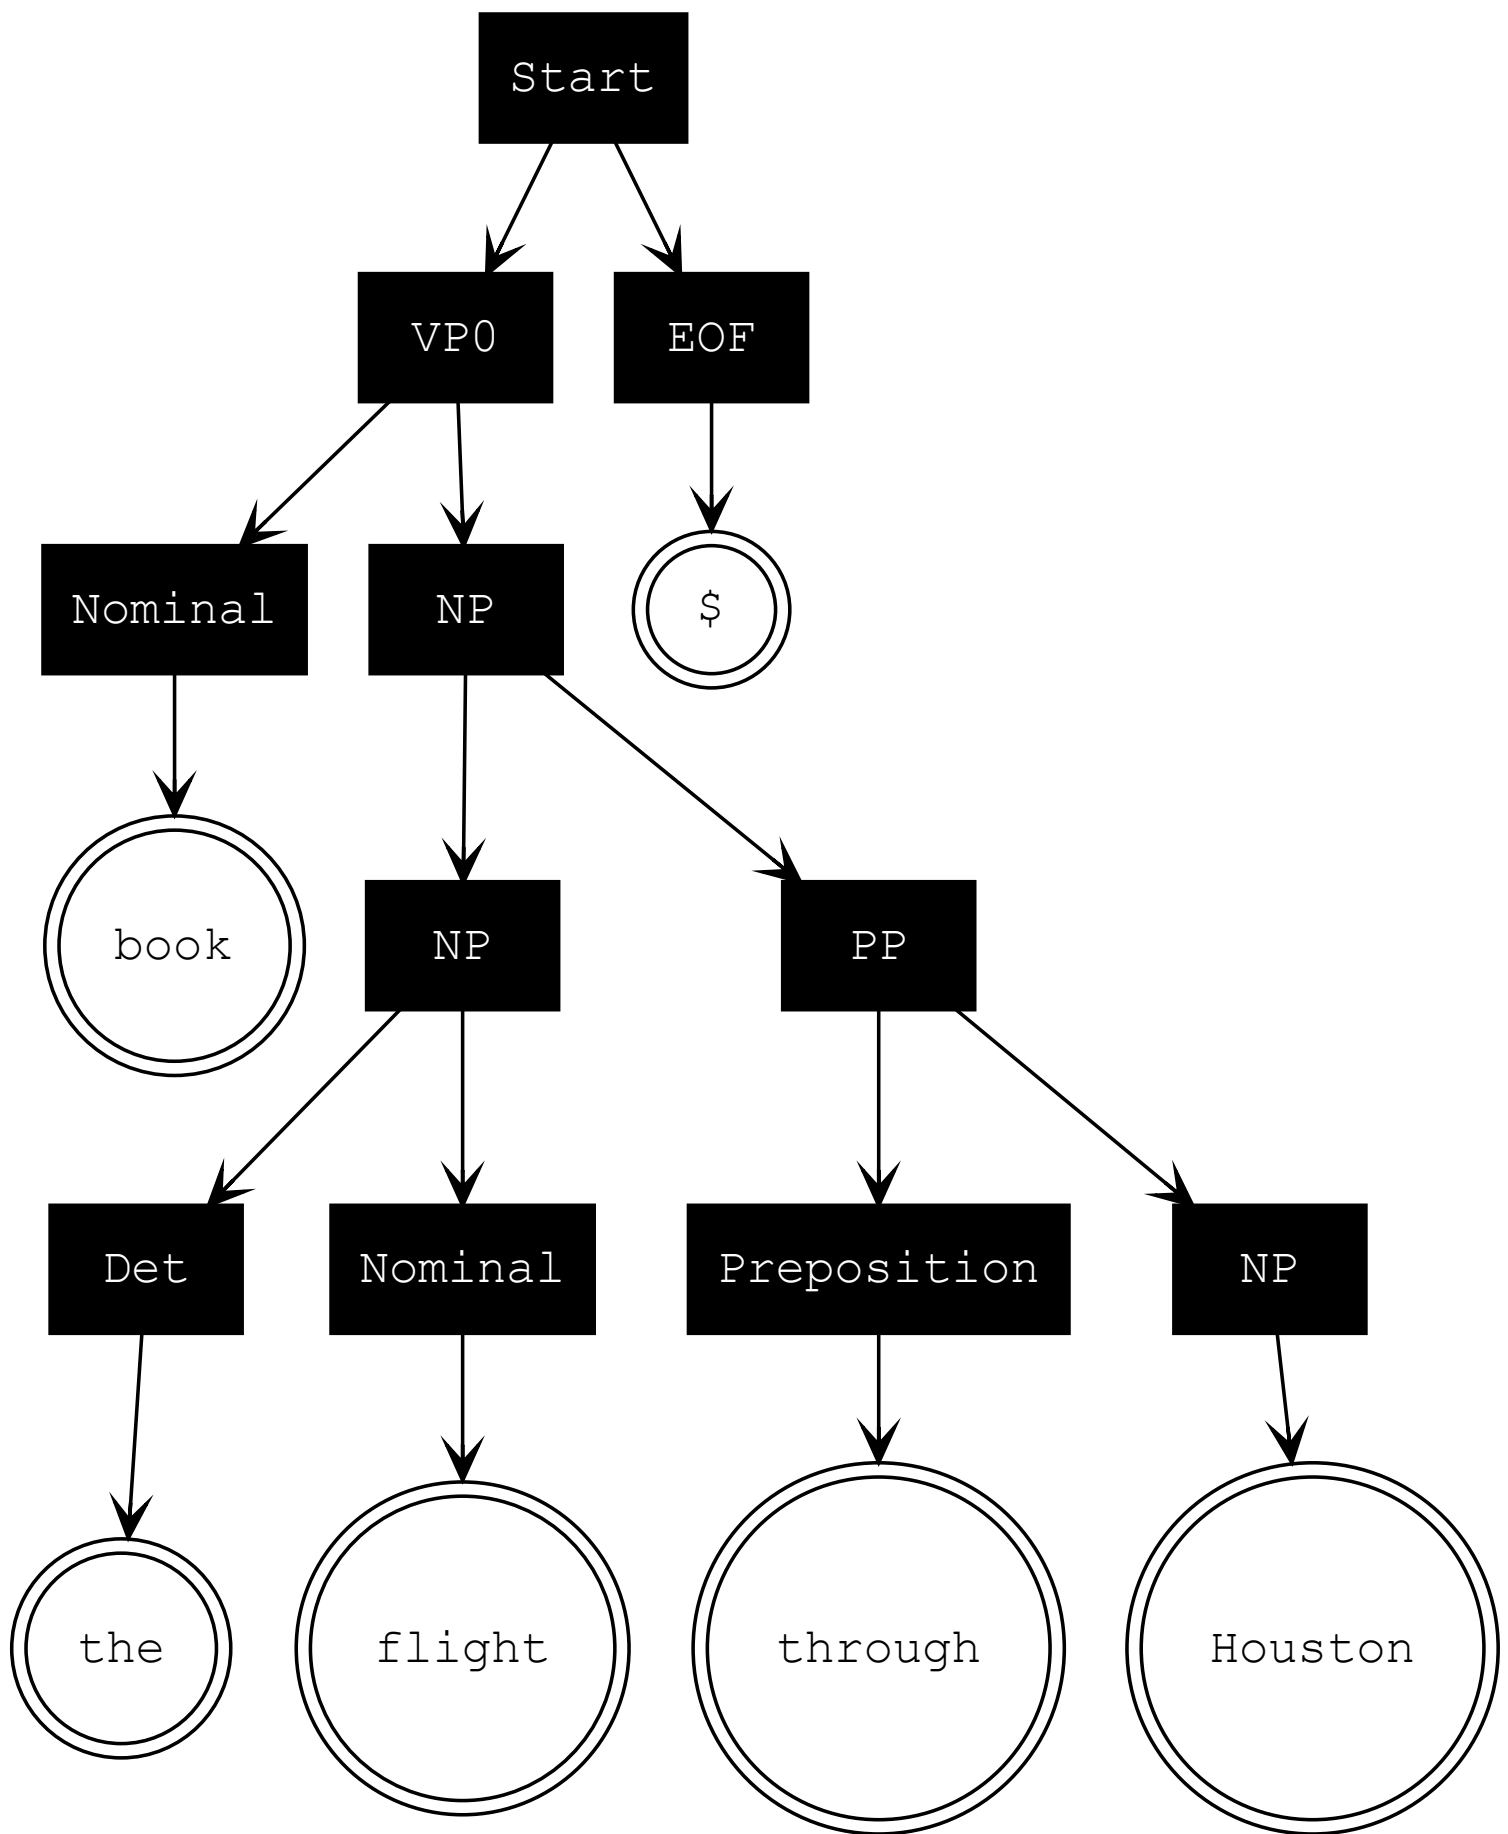 Start
VP0 EOF
Nominal NP $
book NP PP
Det Nominal Preposition NP
the flight through Houston